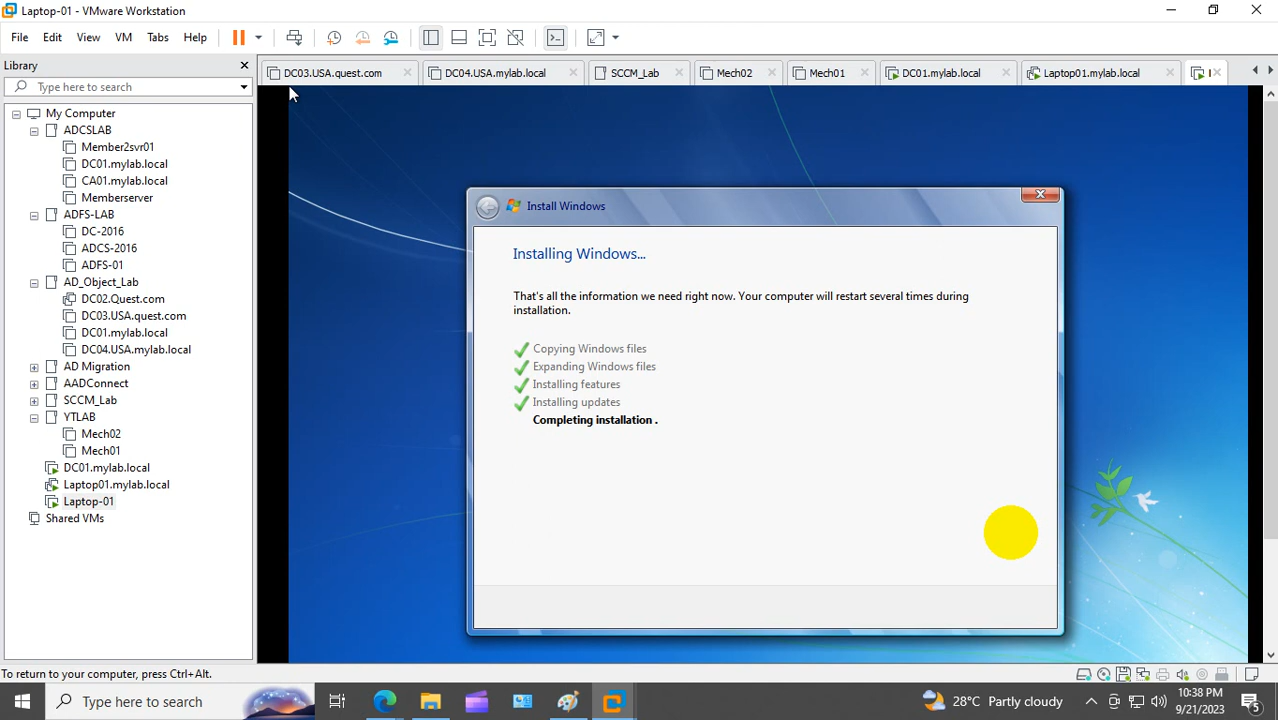 Laptop-01 - VMware Workstation
File Edit View VM Tabs Help
Library
Type here to search
DC03.USA.quest.com
DC04.USA.mylab.local
SCCM_Lab
Mech02
Mech01
DC01.mylab.local
Laptop01.mylab.local
My Computer
ADCSLAB
Member2svr01
DC01.mylab.local
CA01.mylab.local
Memberserver
ADFS-LAB
DC-2016
ADCS-2016
ADFS-01
AD_Object_Lab
DC02.Quest.com
DC03.USA.quest.com
DC01.mylab.local
DC04.USA.mylab.local
AD Migration
AADConnect
SCCM_Lab
YTLAB
Mech02
Mech01
DC01.mylab.local
Laptop01.mylab.local
Laptop-01
Shared VMs
Install Windows
Installing Windows...
That's all the information we need right now. Your computer will restart several times during
installation.
Copying Windows files
Expanding Windows files
Installing features
Installing updates
Completing installation .
To return to your computer, press Ctrl+Alt.
Type here to search
28°C Partly cloudy
10:38 PM
9/21/2023
5